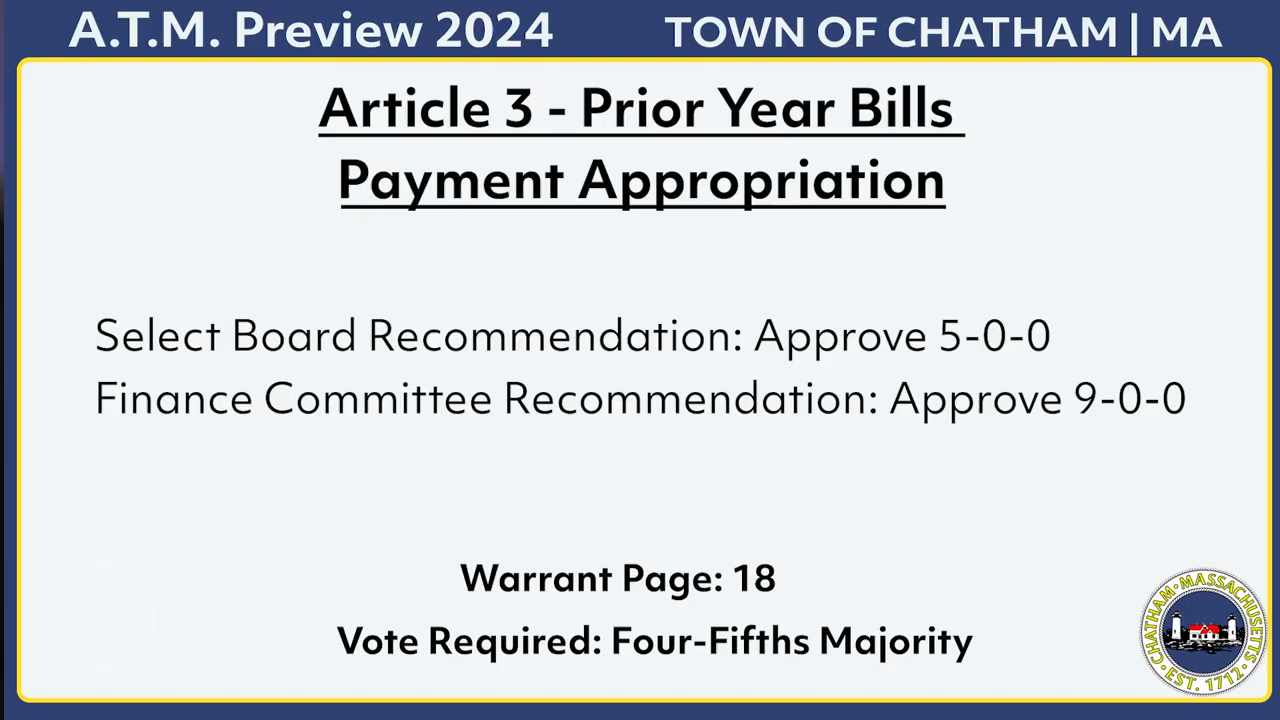 A.T.M. Preview 2024
TOWN OF CHATHAM | MA
Article 3 - Prior Year Bills
Payment Appropriation
Select Board Recommendation: Approve 5-0-0
Finance Committee Recommendation: Approve 9-0-0
Warrant Page: 18
Vote Required: Four-Fifths Majority
CHATHAM · MASSACHUSETTS
· EST. 1712 ·